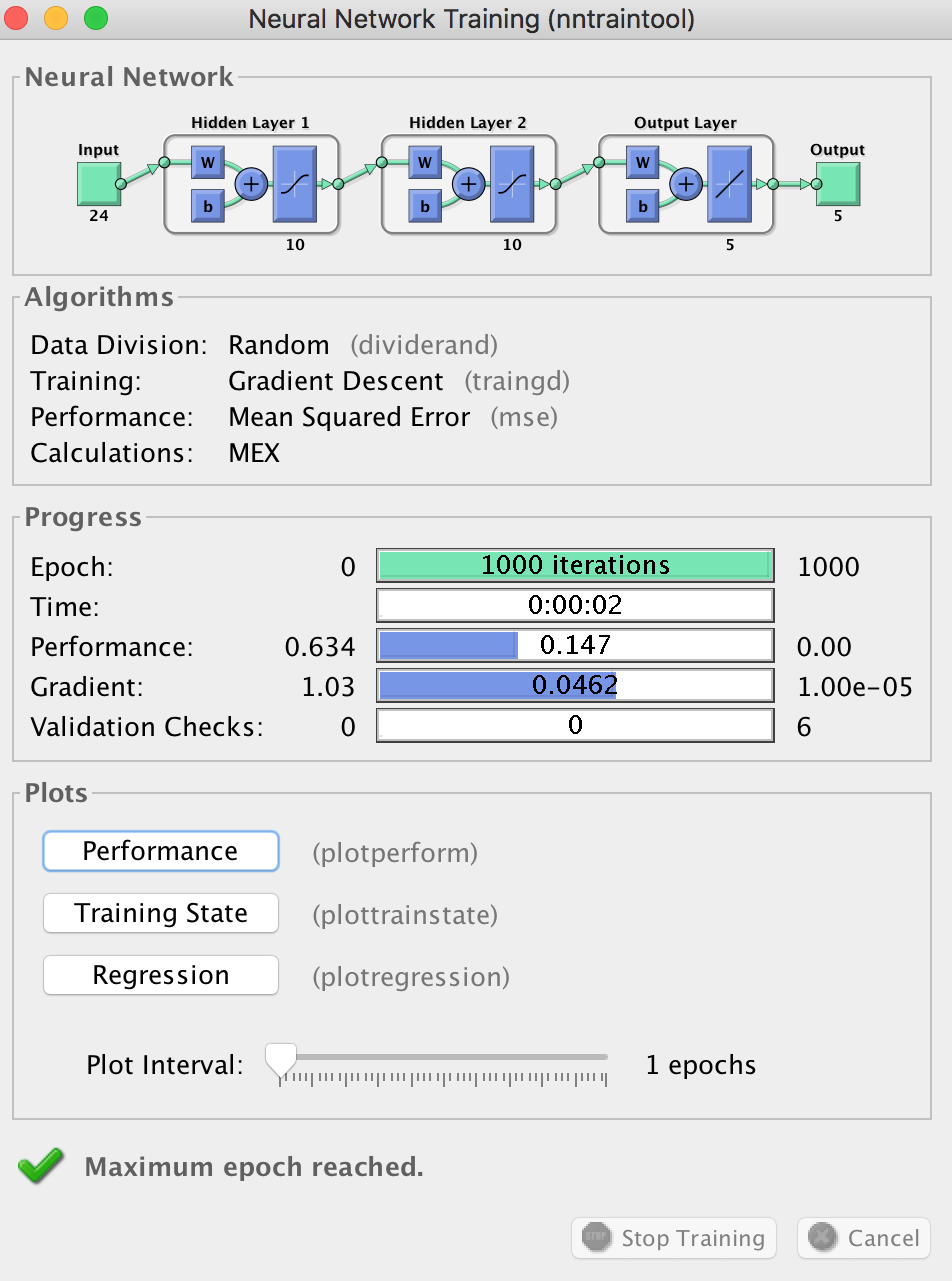 Neural Network Training (nntraintool)
Neural Network
Hidden Layer 1 Hidden Layer 2 Output Layer
Input Output
W W W
+ + +
b b b
24 5
10 10 5
Algorithms
Data Division: Random (dividerand)
Training: Gradient Descent (traingd)
Performance: Mean Squared Error (mse)
Calculations: MEX
Progress
Epoch: 0 1000 iterations 1000
Time: 0:00:02
Performance: 0.634 0.147 0.00
Gradient: 1.03 0.0462 1.00e-05
Validation Checks: 0 0 6
Plots
Performance (plotperform)
Training State (plottrainstate)
Regression (plotregression)
Plot Interval: 1 epochs
Maximum epoch reached.
STOP Stop Training Cancel